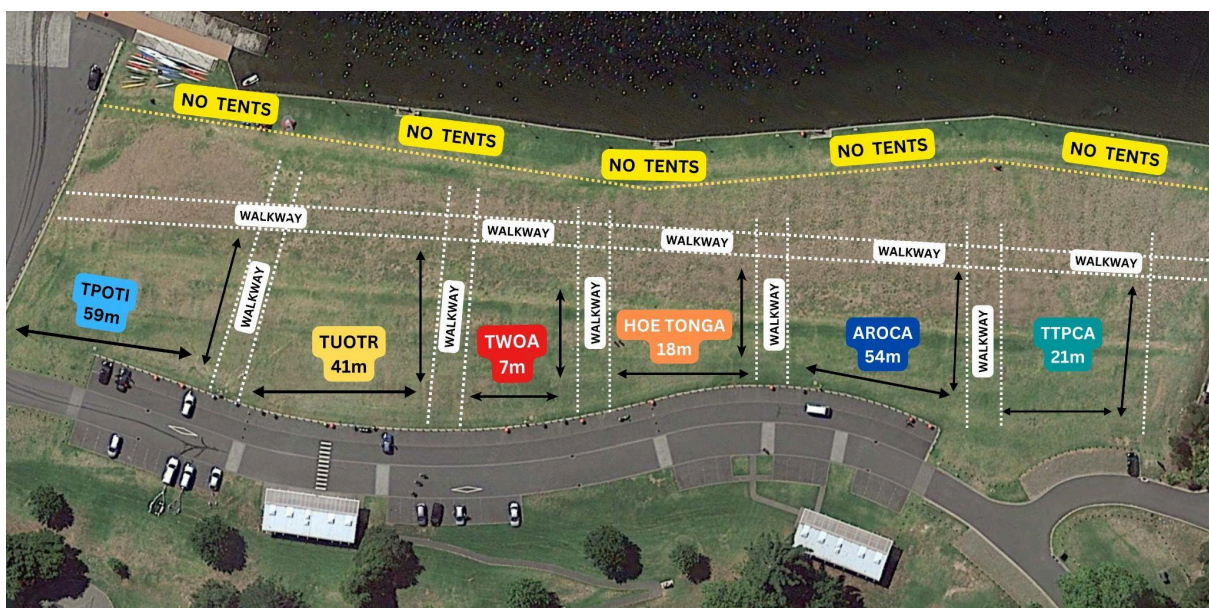 NO TENTS
NO TENTS
NO TENTS
NO TENTS
NO TENTS
WALKWAY
WALKWAY
WALKWAY
WALKWAY
WALKWAY
TPOTI
59m
WALKWAY
TUOTR
41m
WALKWAY
TWOA
7m
WALKWAY
HOE TONGA
18m
WALKWAY
AROCA
54m
WALKWAY
TTPCA
21m